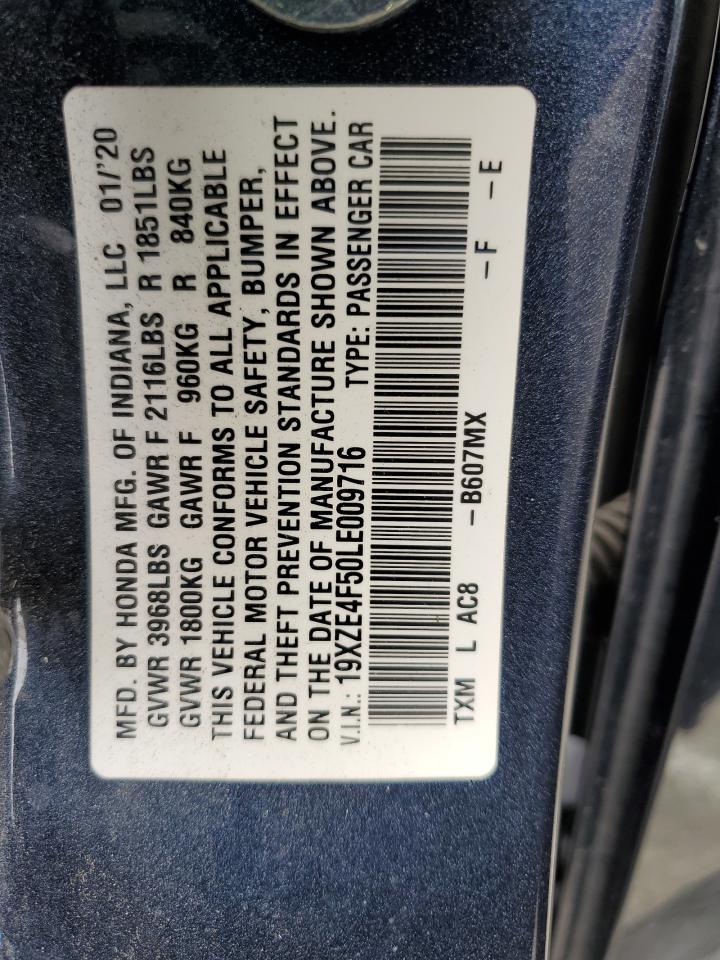 MFD. BY HONDA MFG. OF INDIANA, LLC 01/'20
GVWR 3968LBS GAWR F 2116LBS R 1851LBS
GVWR 1800KG GAWR F 960KG R 840KG
THIS VEHICLE CONFORMS TO ALL APPLICABLE
FEDERAL MOTOR VEHICLE SAFETY, BUMPER,
AND THEFT PREVENTION STANDARDS IN EFFECT
ON THE DATE OF MANUFACTURE SHOWN ABOVE.
V.I.N.: 19XZE4F50LE009716 TYPE: PASSENGER CAR
TXM L AC8 -B607MX -F -E